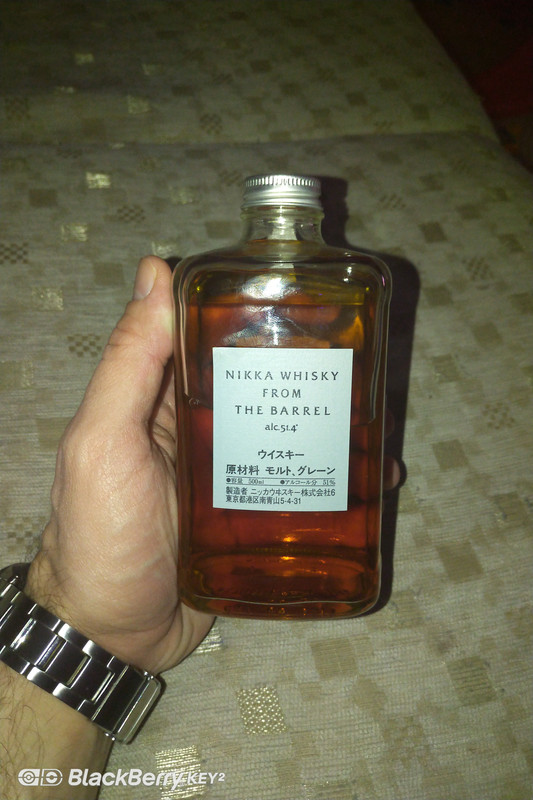 NIKKA WHISKY
FROM
THE BARREL
alc.51.4°
ウイスキー
原材料 モルト、グレーン
●容量 500ml ●アルコール分 51%
製造者 ニッカウヰスキー株式会社6
東京都港区南青山5-4-31
BlackBerry KEY²